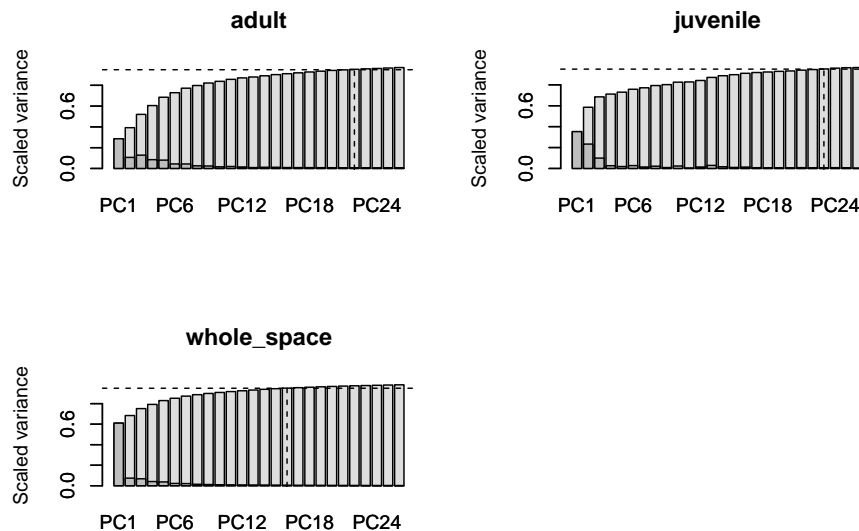 adult
Scaled variance
0.0
0.6
PC1 PC6 PC12 PC18 PC24
juvenile
Scaled variance
0.0
0.6
PC1 PC6 PC12 PC18 PC24
whole_space
Scaled variance
0.0
0.6
PC1 PC6 PC12 PC18 PC24